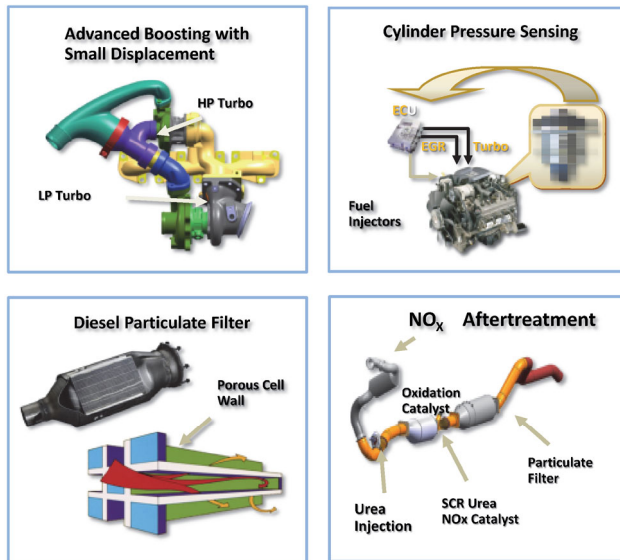 Advanced Boosting with
Small Displacement
HP Turbo
LP Turbo
Cylinder Pressure Sensing
ECU
EGR
Turbo
Fuel
Injectors
Diesel Particulate Filter
Porous Cell
Wall
NOX Aftertreatment
Oxidation
Catalyst
Particulate
Filter
Urea
Injection
SCR Urea
NOx Catalyst